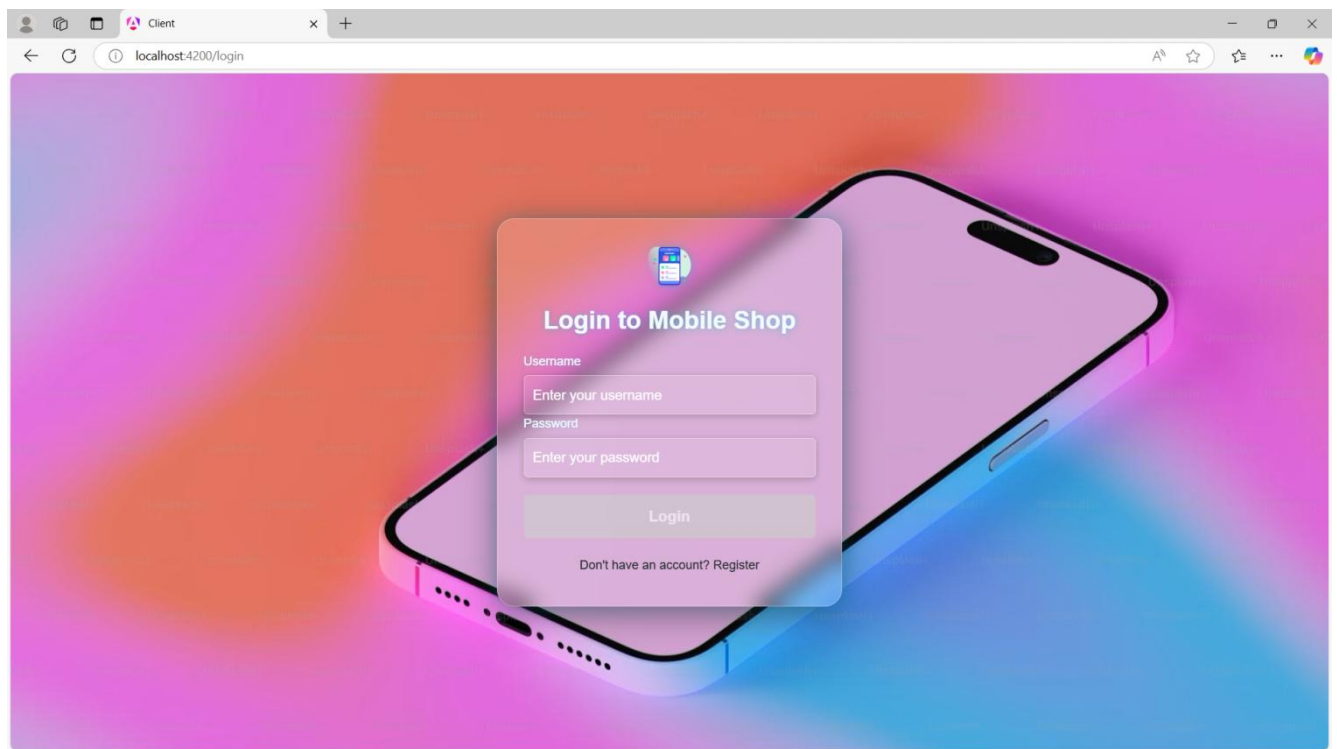 Client
localhost:4200/login
Login to Mobile Shop
Username
Enter your username
Password
Enter your password
Login
Don't have an account? Register